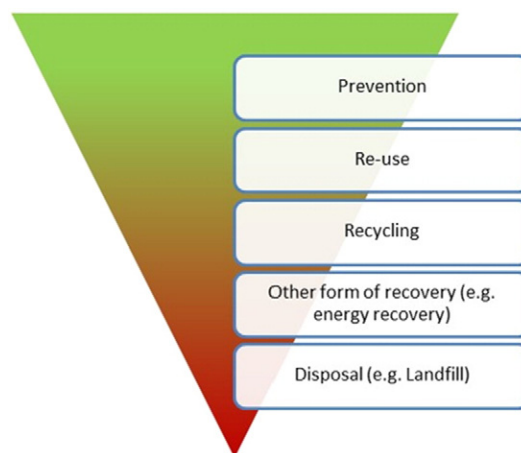 Prevention
Re-use
Recycling
Other form of recovery (e.g.
energy recovery)
Disposal (e.g. Landfill)